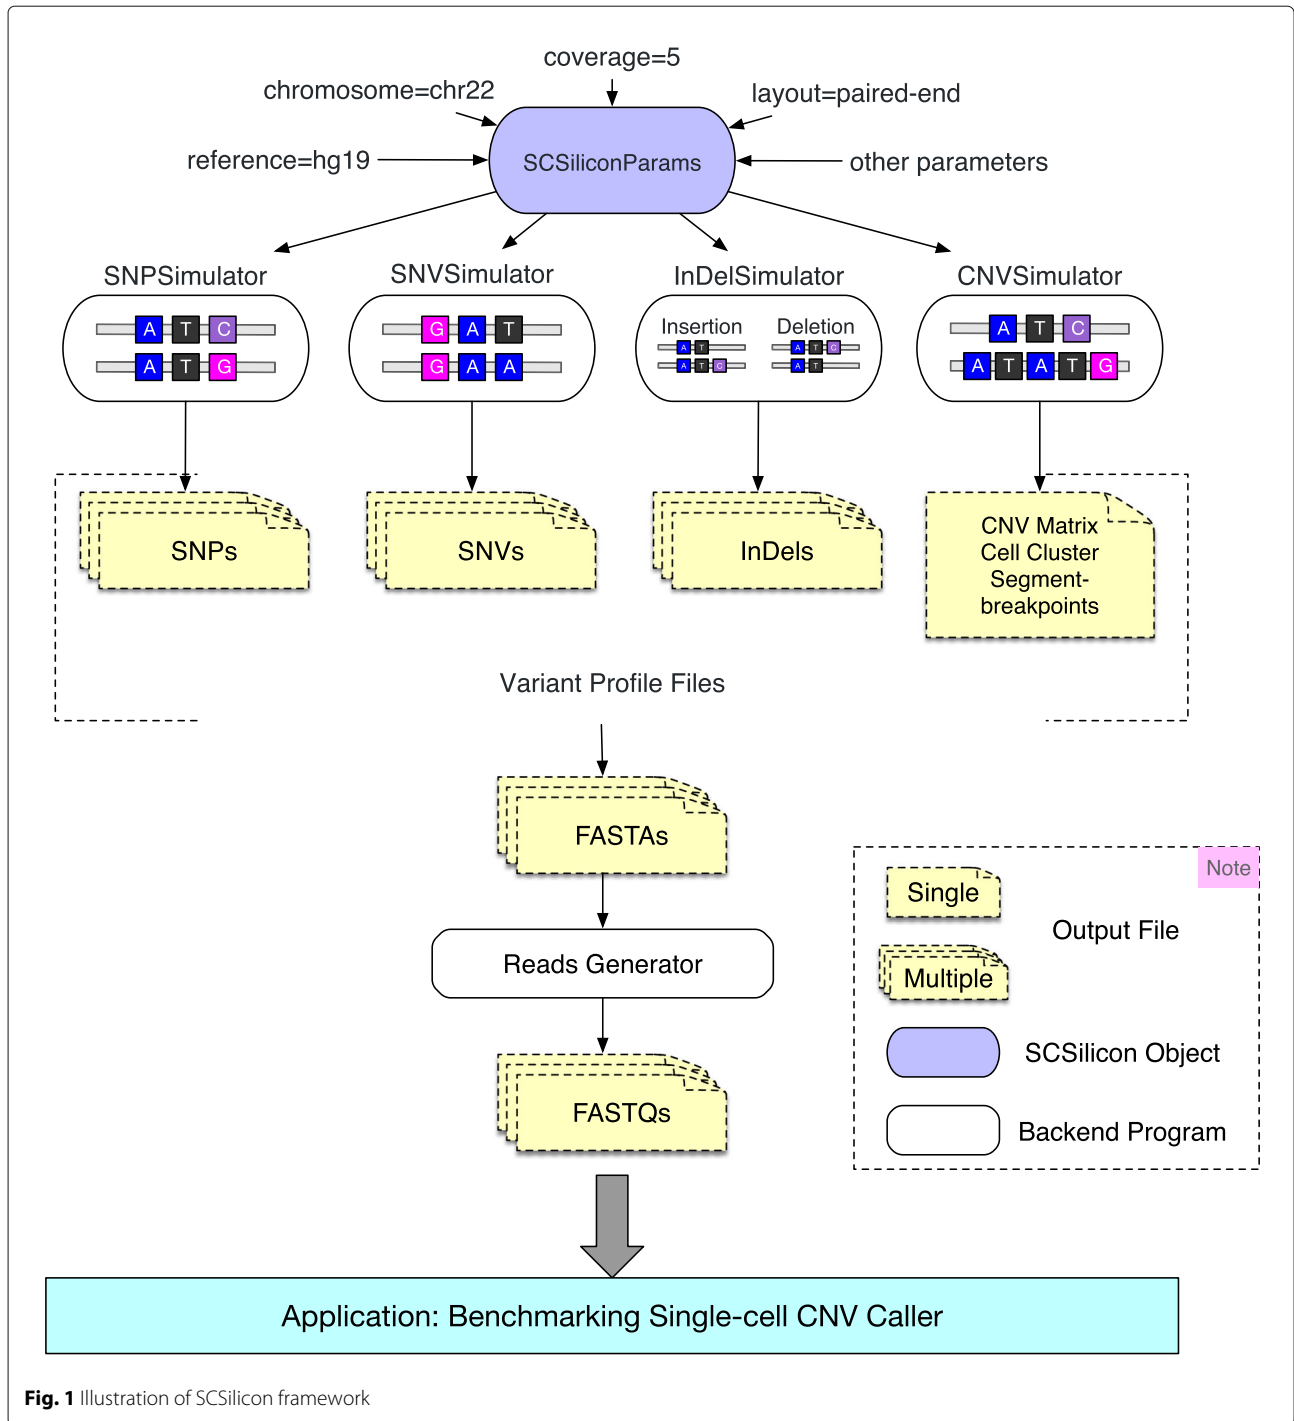 coverage=5
chromosome=chr22
layout=paired-end
reference=hg19
SCSiliconParams
other parameters
SNPSimulator
SNVSimulator
InDelSimulator
CNVSimulator
A T C
A T G
G A T
G A A
Insertion
A T
A T C
Deletion
A T C
A T
A T C
A T A T G
SNPs
SNVs
InDels
CNV Matrix
Cell Cluster
Segment-
breakpoints
Variant Profile Files
FASTAs
Reads Generator
FASTQs
Note
Single
Output File
Multiple
SCSilicon Object
Backend Program
Application: Benchmarking Single-cell CNV Caller
Fig. 1 Illustration of SCSilicon framework